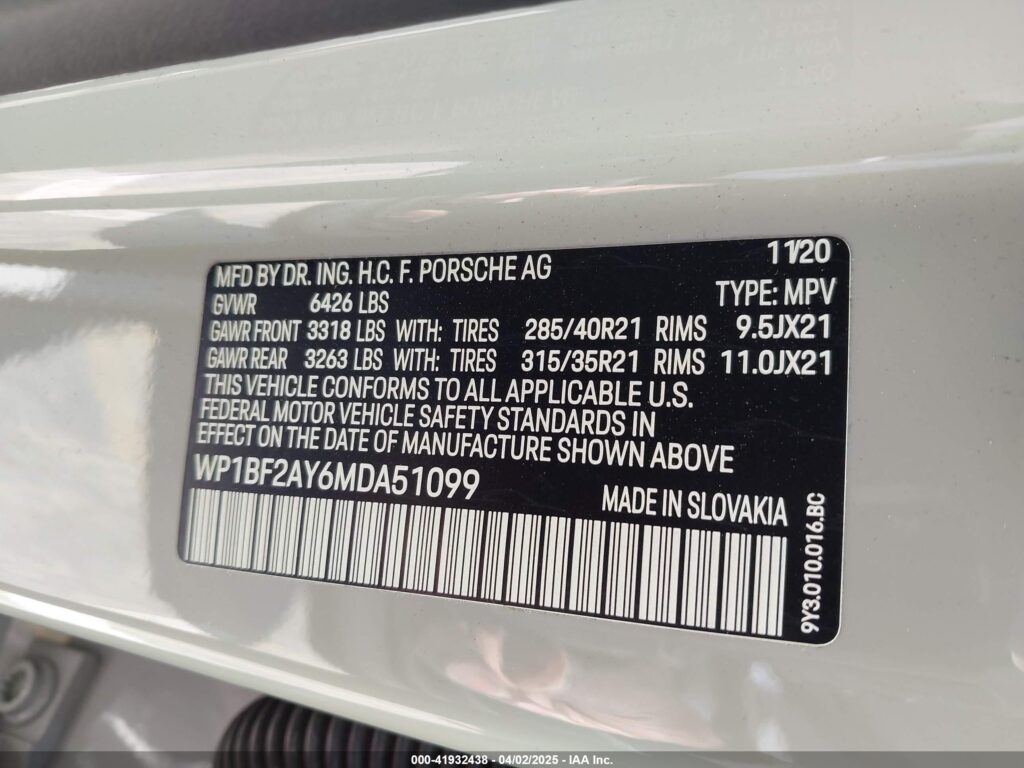 11/20
MFD BY DR. ING. H.C. F. PORSCHE AG
TYPE: MPV
GVWR 6426 LBS
GAWR FRONT 3318 LBS WITH: TIRES 285/40R21 RIMS 9.5JX21
GAWR REAR 3263 LBS WITH: TIRES 315/35R21 RIMS 11.0JX21
THIS VEHICLE CONFORMS TO ALL APPLICABLE U.S.
FEDERAL MOTOR VEHICLE SAFETY STANDARDS IN
EFFECT ON THE DATE OF MANUFACTURE SHOWN ABOVE
WP1BF2AY6MDA51099
MADE IN SLOVAKIA
9Y3.010.016.BC
000-41932438 - 04/02/2025 - IAA Inc.